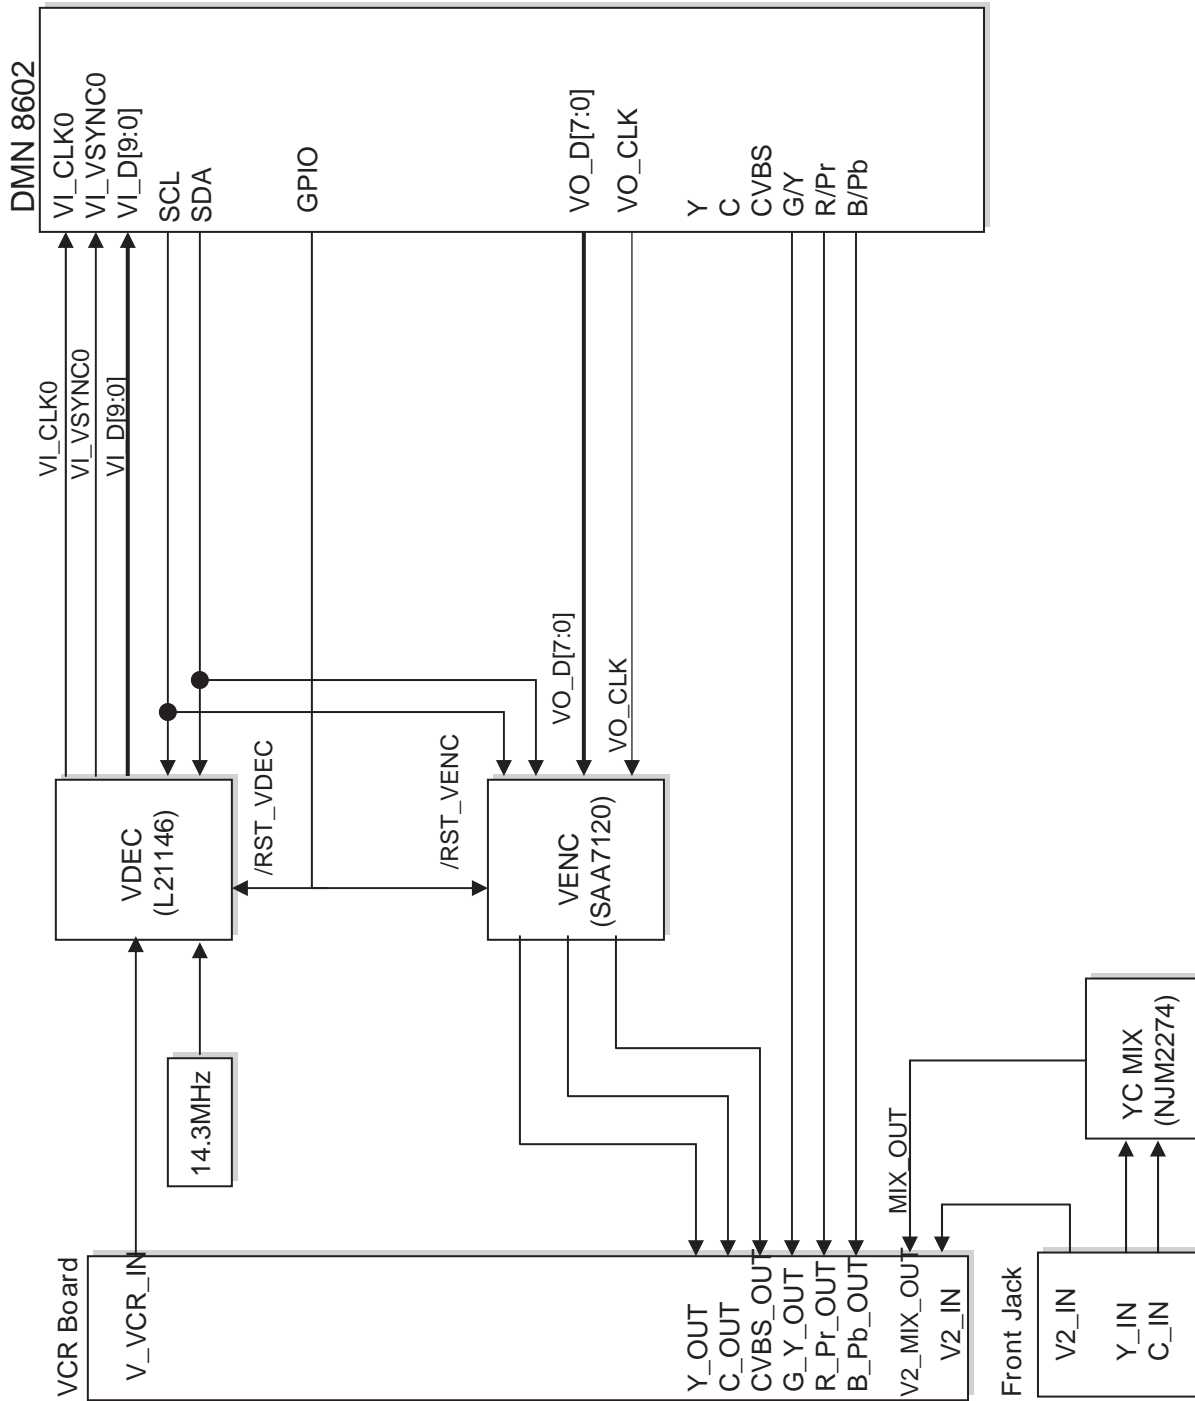 DMN 8602
VI_CLK0
VI_VSYNC0
VI_D[9:0]
SCL
SDA
GPIO
VO_D[7:0]
VO_CLK
Y
C
CVBS
G/Y
R/Pr
B/Pb
VI_CLK0
VI_VSYNC0
VI_D[9:0]
VO_D[7:0]
VO_CLK
VDEC
(L21146)
/RST_VDEC
/RST_VENC
VENC
(SAA7120)
14.3MHz
YC MIX
(NJM2274)
MIX_OUT
VCR Board
V_VCR_IN
Y_OUT
C_OUT
CVBS_OUT
G_Y_OUT
R_Pr_OUT
B_Pb_OUT
V2_MIX_OUT
V2_IN
Front Jack
V2_IN
Y_IN
C_IN